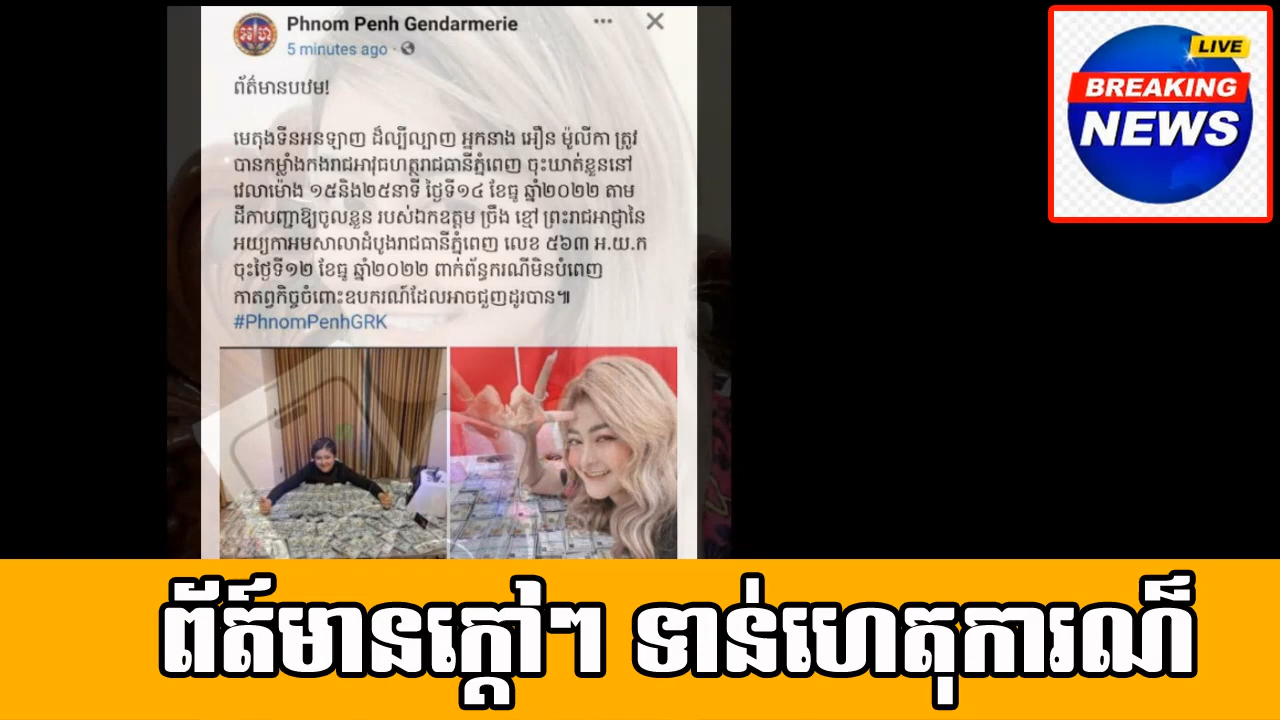 Phnom Penh Gendarmerie
5 minutes ago
ព័ត៌មានបឋម!
មេតុងទីនអនឡាញ ដ៏ល្បីល្បាញ អ្នកនាង អឿន ម៉ូលីកា ត្រូវ
បានកម្លាំងកងរាជអាវុធហត្ថរាជធានីភ្នំពេញ ចុះឃាត់ខ្លួននៅ
វេលាម៉ោង ១៥និង២៥នាទី ថ្ងៃទី១៤ ខែធ្នូ ឆ្នាំ២០២២ តាម
ដីកាបញ្ជាឱ្យចូលខ្លួន របស់ឯកឧត្តម ច្រឹង ខ្មៅ ព្រះរាជអាជ្ញានៃ
អយ្យកាអមសាលាដំបូងរាជធានីភ្នំពេញ លេខ ៥៦៣ អ.យ.ក
ចុះថ្ងៃទី១២ ខែធ្នូ ឆ្នាំ២០២២ ពាក់ព័ន្ធករណីមិនបំពេញ
កាតព្វកិច្ចចំពោះឧបករណ៍ដែលអាចជួញដូរបាន៕
#PhnomPenhGRK
LIVE
BREAKING
NEWS
ព័ត៍មានក្តៅៗ ទាន់ហេតុការណ៏